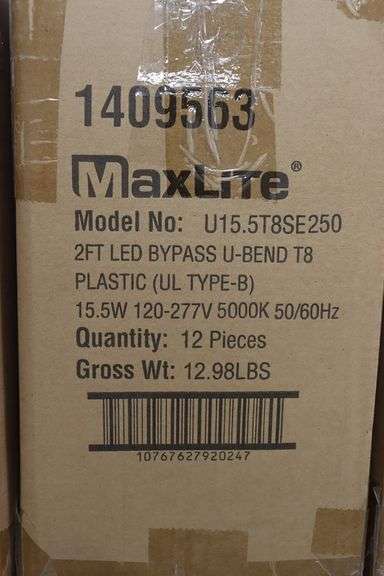 1409563
MaxLite®
Model No: U15.5T8SE250
2FT LED BYPASS U-BEND T8
PLASTIC (UL TYPE-B)
15.5W 120-277V 5000K 50/60Hz
Quantity: 12 Pieces
Gross Wt: 12.98LBS
10767627920247